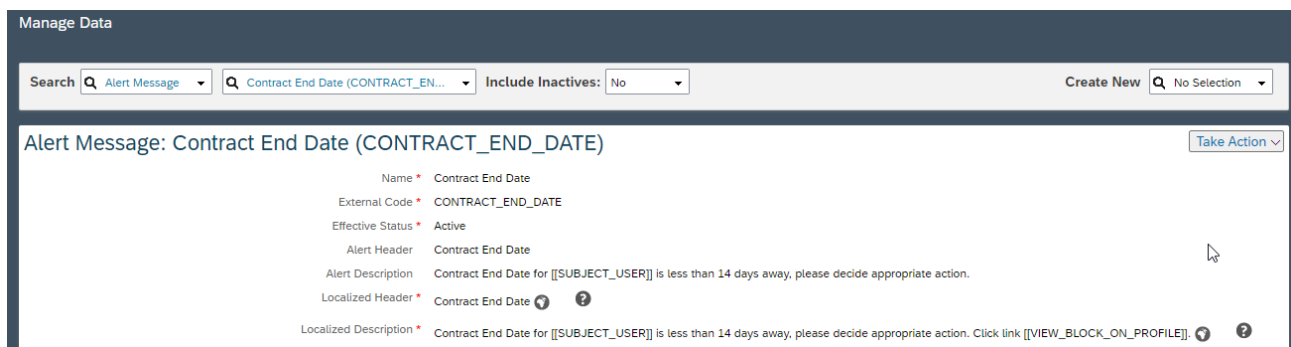 Manage Data
Search Alert Message Contract End Date (CONTRACT_EN... Include Inactives: No Create New No Selection
Alert Message: Contract End Date (CONTRACT_END_DATE) Take Action
Name * Contract End Date
External Code * CONTRACT_END_DATE
Effective Status * Active
Alert Header Contract End Date
Alert Description Contract End Date for [[SUBJECT_USER]] is less than 14 days away, please decide appropriate action.
Localized Header * Contract End Date ?
Localized Description * Contract End Date for [[SUBJECT_USER]] is less than 14 days away, please decide appropriate action. Click link [[VIEW_BLOCK_ON_PROFILE]]. ?